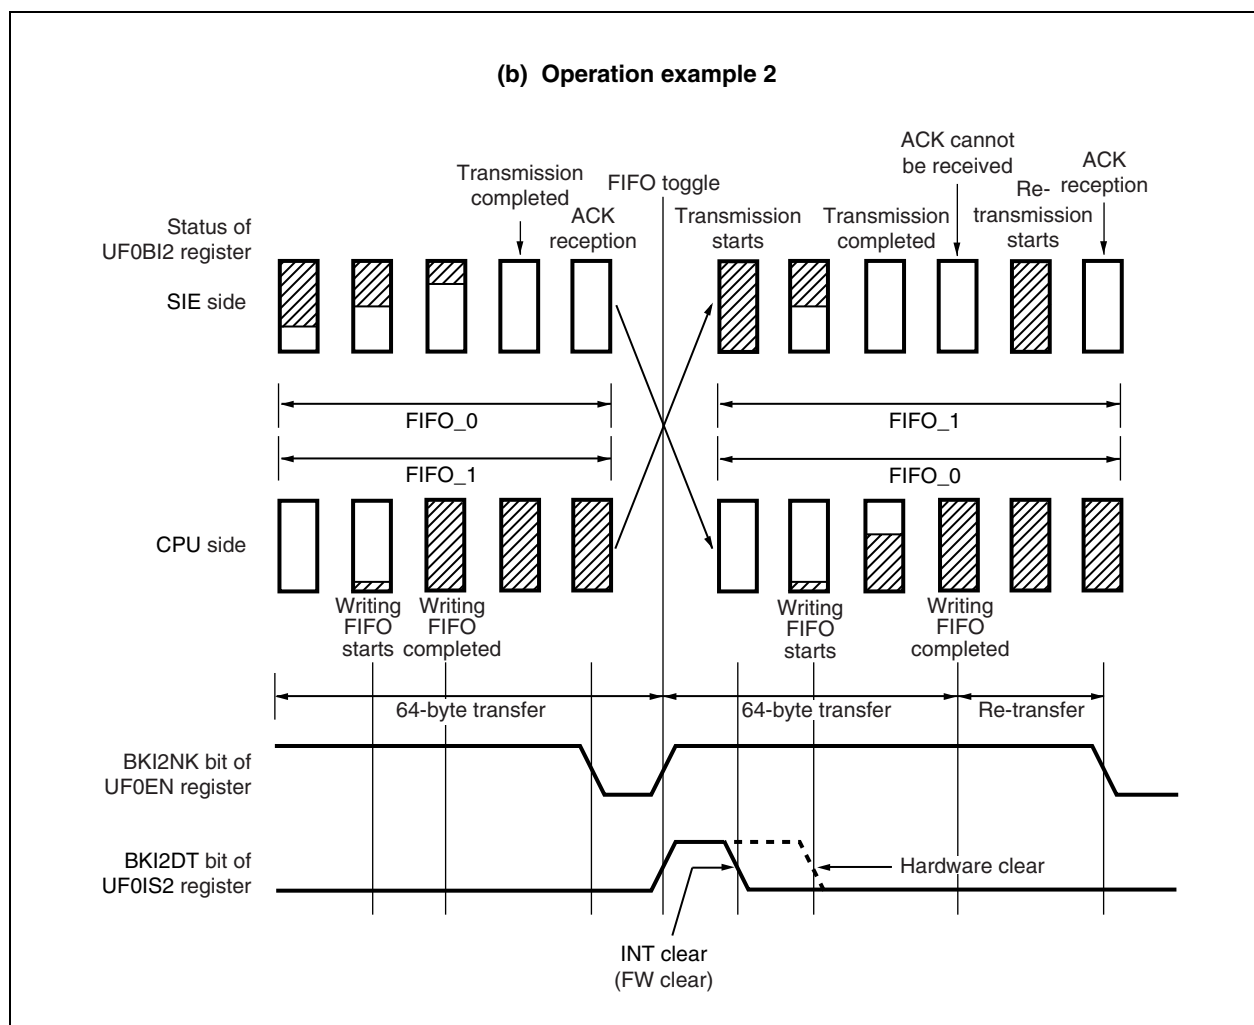 (b) Operation example 2
ACK cannot
be received
ACK
reception
Transmission
completed
FIFO toggle
Re-
transmission
starts
Status of
UF0BI2 register
ACK
reception
Transmission
starts
Transmission
completed
SIE side
FIFO_0
FIFO_1
FIFO_1
FIFO_0
CPU side
Writing
FIFO
starts
Writing
FIFO
completed
Writing
FIFO
starts
Writing
FIFO
completed
64-byte transfer
64-byte transfer
Re-transfer
BKI2NK bit of
UF0EN register
BKI2DT bit of
UF0IS2 register
Hardware clear
INT clear
(FW clear)